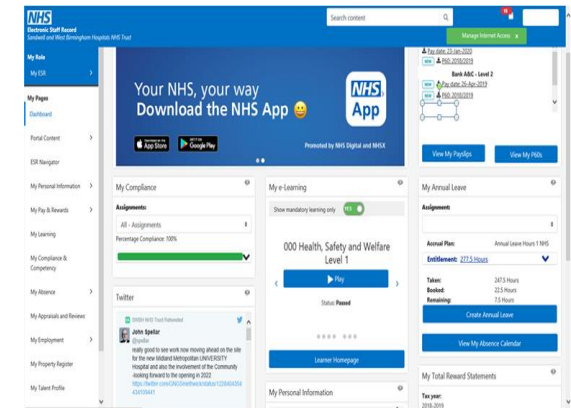 NHS
Electronic Staff Record
Sandwell and West Birmingham Hospitals NHS Trust
Search content
Manage Internet Access
My Role
My ESR
My Pages
Dashboard
Portal Content
ESR Navigator
My Personal Information
My Pay & Rewards
My Learning
My Compliance &
Competency
My Absence
My Appraisals and Reviews
My Employment
My Property Register
My Talent Profile
Your NHS, your way
Download the NHS App
NHS
App
App Store
Google Play
Promoted by NHS Digital and NHSX
Pay date: 23-Jan-2020
P60: 2018/2019
Bank A&C - Level 2
Pay date: 26-Apr-2019
P60: 2018/2019
View My Payslips
View My P60s
My Compliance
Assignments:
All - Assignments
Percentage Compliance: 100%
Twitter
John Spellar
@spellar
really good to see work now moving ahead on the site
for the new Midland Metropolitan UNIVERSITY
Hospital and also the involvement of the Community
looking forward to the opening in 2022
My e-Learning
Show mandatory learning only
YES
000 Health, Safety and Welfare
Level 1
Play
Status: Passed
Learner Homepage
My Personal Information
My Annual Leave
Assignment:
Accrual Plan:
Annual Leave Hours 1 NHS
Entitlement: 277.5 Hours
Taken:
247.5 Hours
Booked:
22.5 Hours
Remaining:
7.5 Hours
Create Annual Leave
View My Absence Calendar
My Total Reward Statements
Tax year:
2018-2019